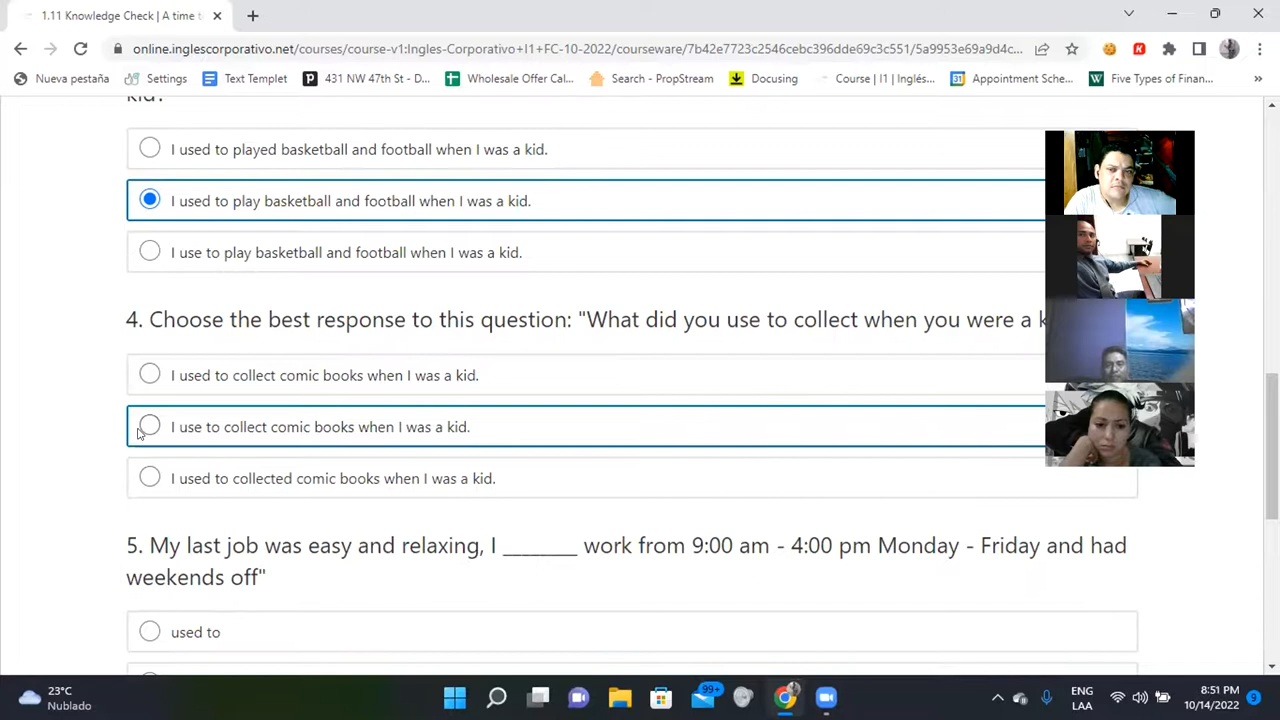 1.11 Knowledge Check | A time t
online.inglescorporativo.net/courses/course-v1:Ingles-Corporativo+I1+FC-10-2022/courseware/7b42e7723c2546cebc396dde69c3c551/5a9953e69a9d4c...
Nueva pestaña Settings Text Templet 431 NW 47th St - D... Wholesale Offer Cal... Search - PropStream Docusing Course | I1 | Inglés... Appointment Sche... Five Types of Finan... »
kid?
I used to played basketball and football when I was a kid.
I used to play basketball and football when I was a kid.
I use to play basketball and football when I was a kid.
4. Choose the best response to this question: "What did you use to collect when you were a k
I used to collect comic books when I was a kid.
I use to collect comic books when I was a kid.
I used to collected comic books when I was a kid.
5. My last job was easy and relaxing, I ________ work from 9:00 am - 4:00 pm Monday - Friday and had
weekends off"
used to
23°C
Nublado
99+
ENG
LAA
8:51 PM
10/14/2022
9